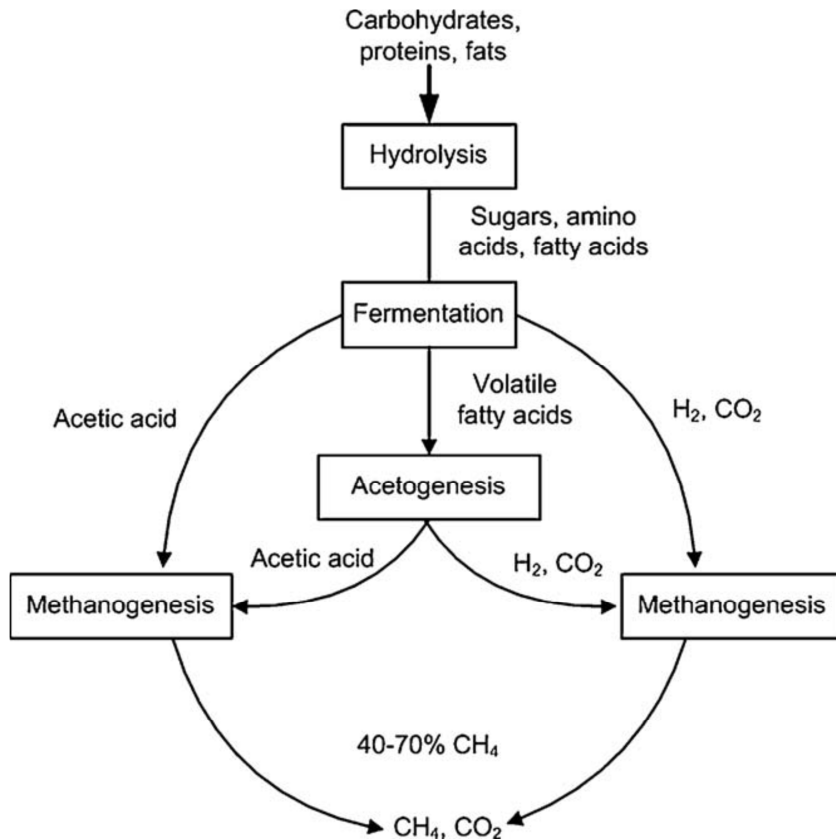 Carbohydrates,
proteins, fats
Hydrolysis
Sugars, amino
acids, fatty acids
Fermentation
Volatile
fatty acids
Acetic acid
H₂, CO₂
Acetogenesis
Acetic acid
H₂, CO₂
Methanogenesis
Methanogenesis
40-70% CH₄
CH₄, CO₂